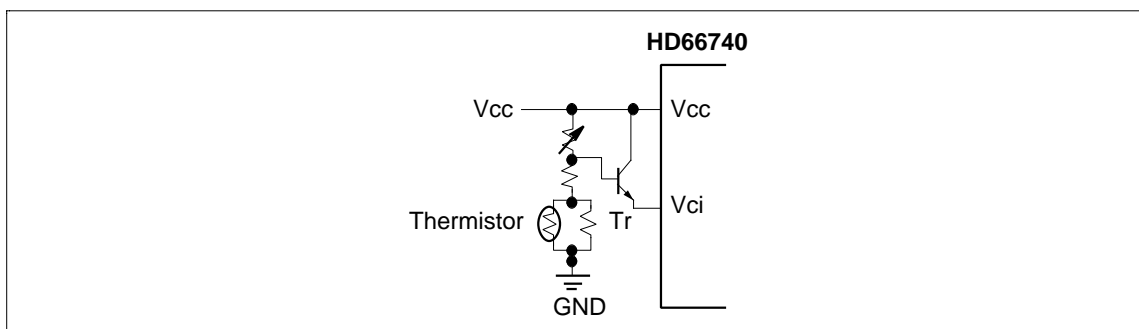 HD66740
Vcc
Vcc
Vci
Thermistor
Tr
GND